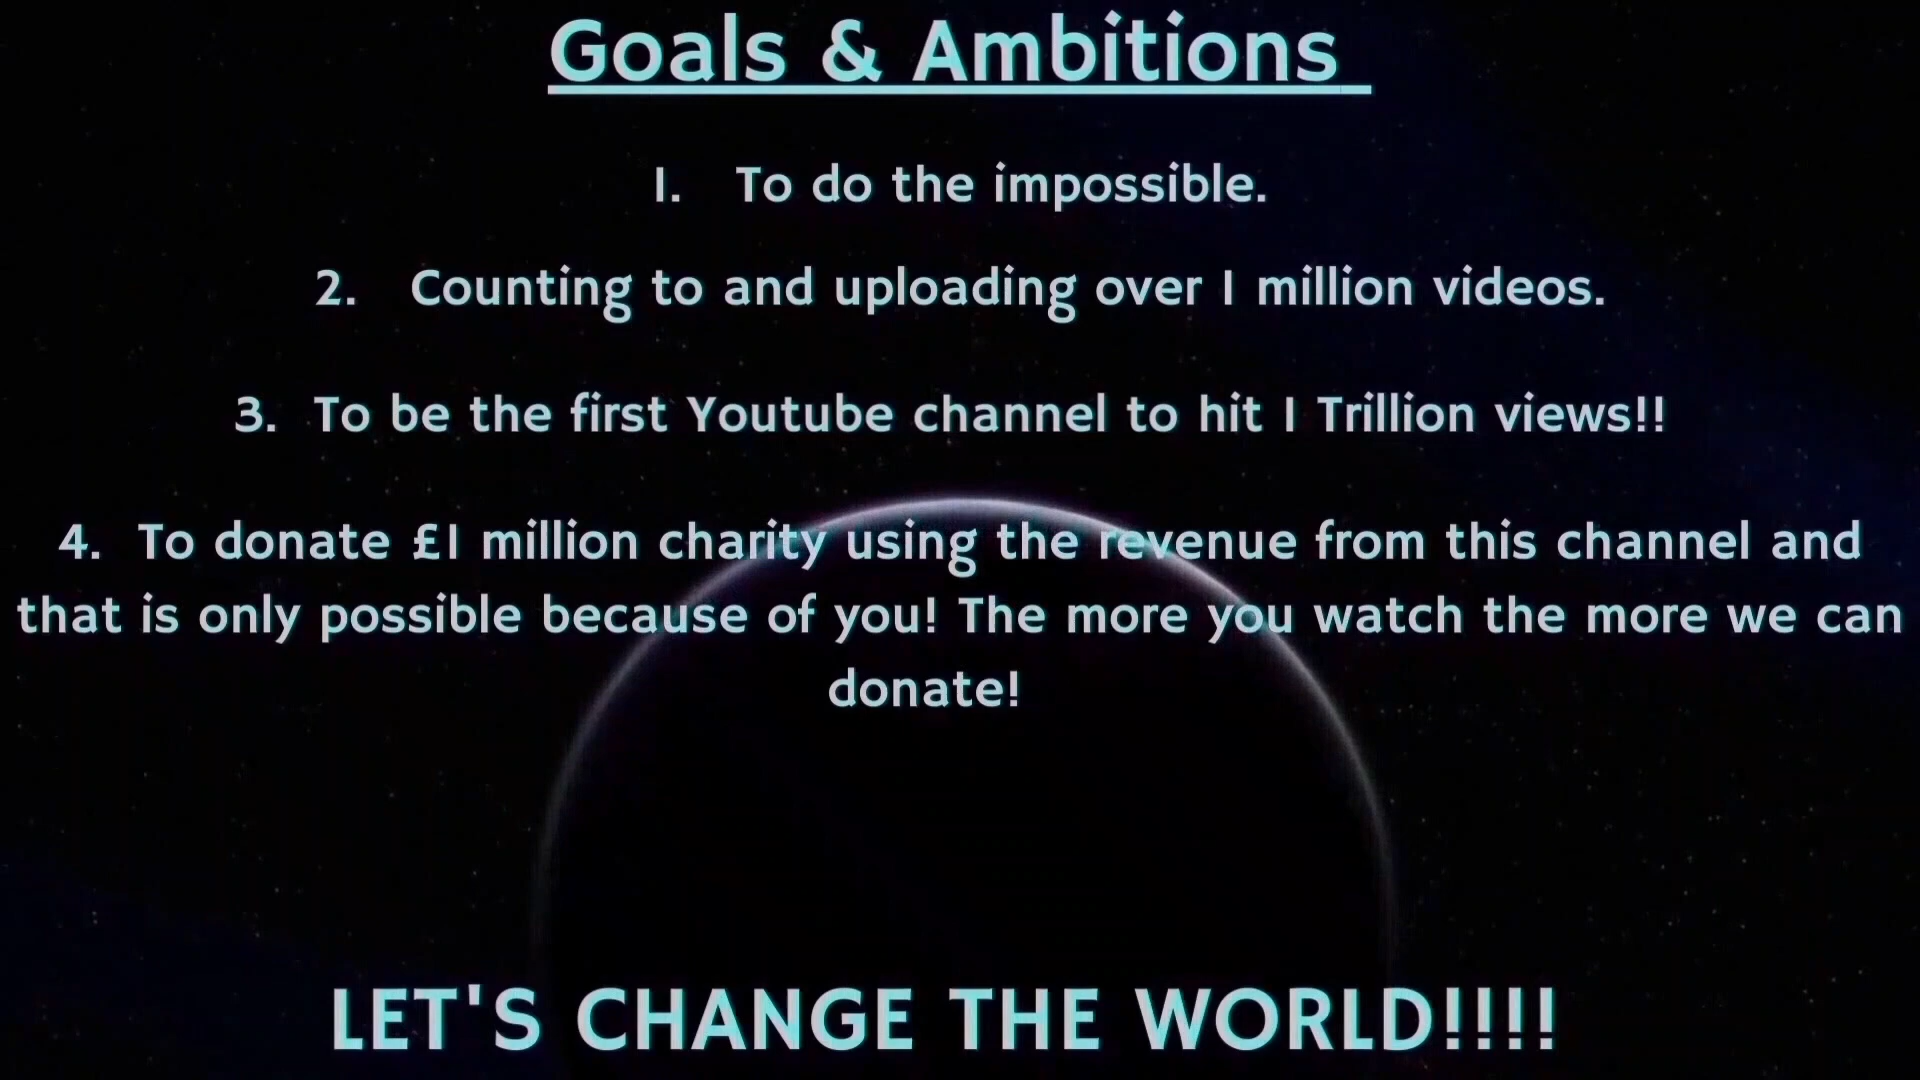 Goals & Ambitions
1. To do the impossible.
2. Counting to and uploading over 1 million videos.
3. To be the first Youtube channel to hit 1 Trillion views!!
4. To donate £1 million charity using the revenue from this channel and
that is only possible because of you! The more you watch the more we can
donate!
LET'S CHANGE THE WORLD!!!!